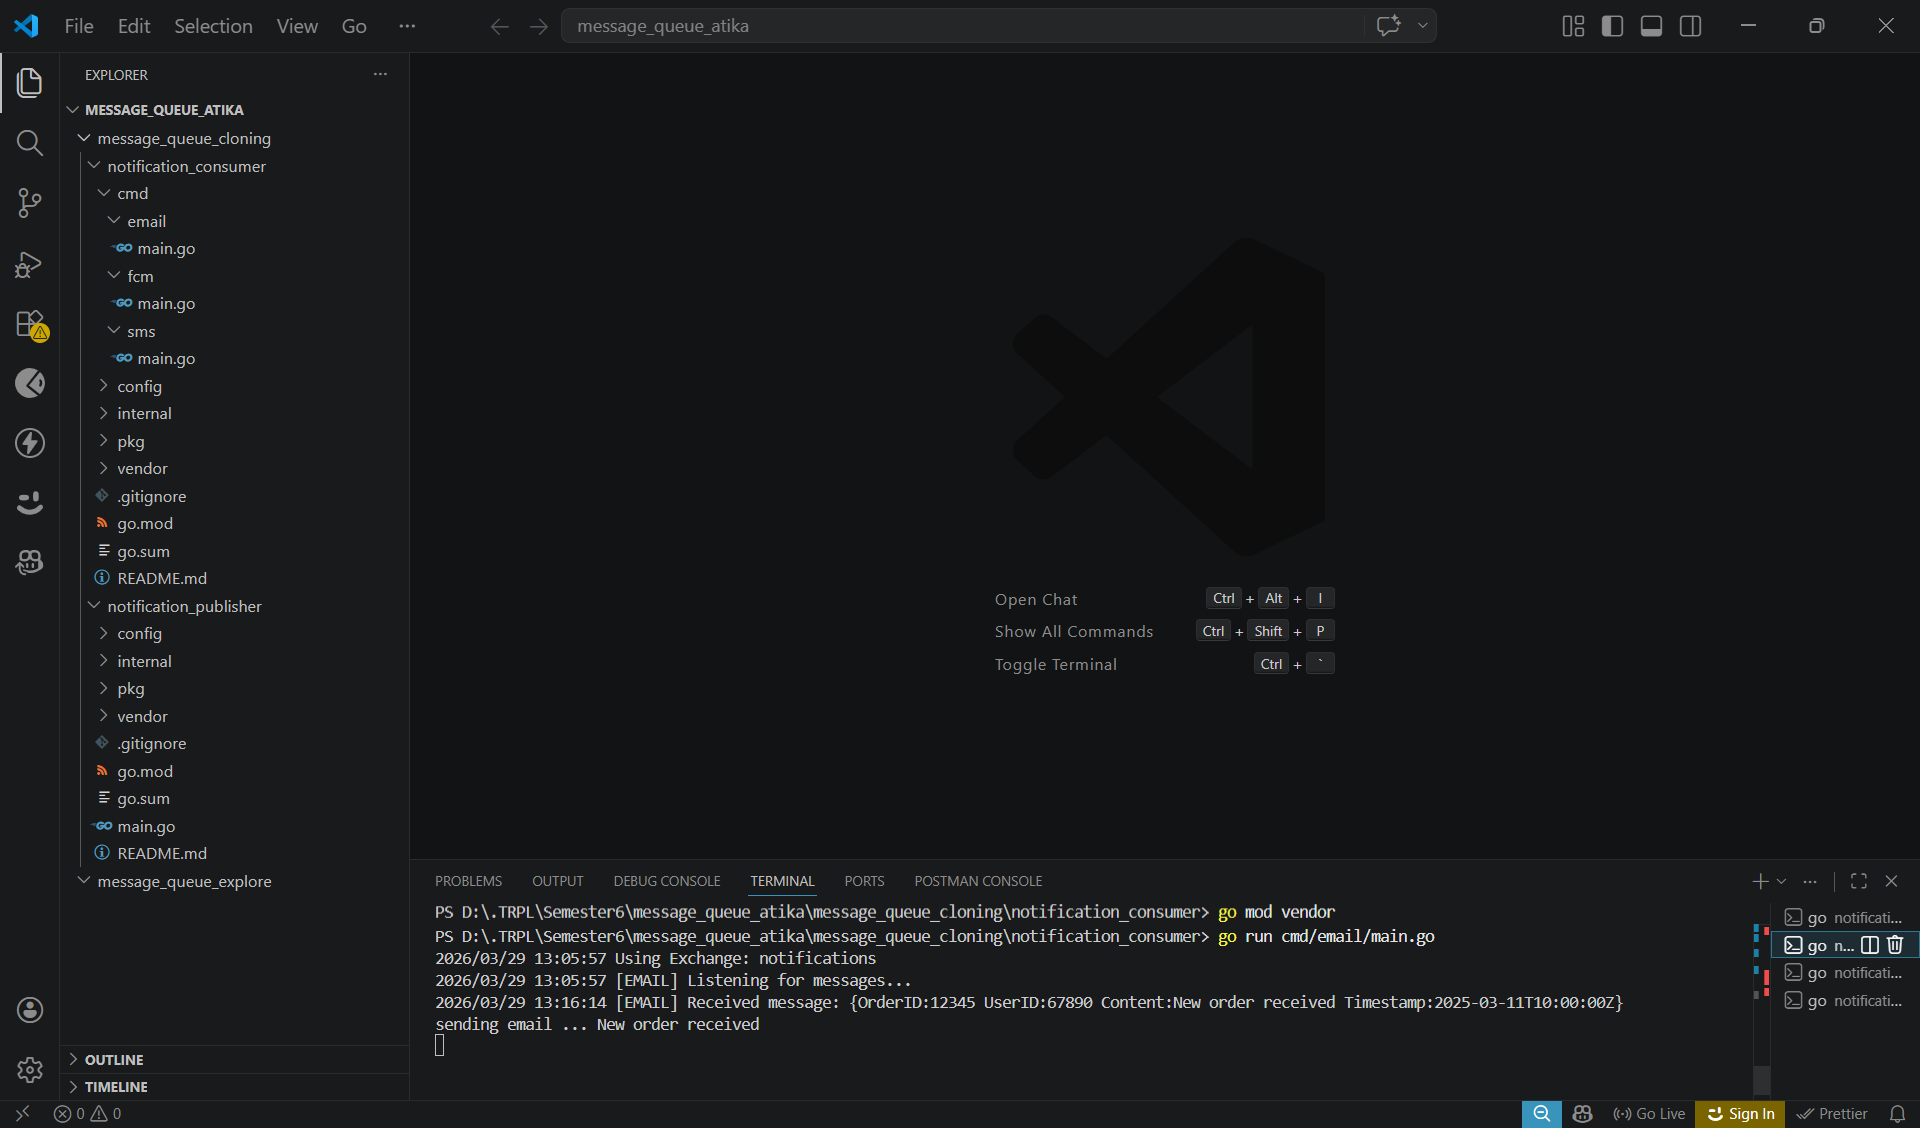 File Edit Selection View Go ···
message_queue_atika
EXPLORER
MESSAGE_QUEUE_ATIKA
message_queue_cloning
notification_consumer
cmd
email
GO main.go
fcm
GO main.go
sms
GO main.go
config
internal
pkg
vendor
.gitignore
go.mod
go.sum
README.md
notification_publisher
config
internal
pkg
vendor
.gitignore
go.mod
go.sum
GO main.go
README.md
message_queue_explore
OUTLINE
TIMELINE
Open Chat Ctrl + Alt + I
Show All Commands Ctrl + Shift + P
Toggle Terminal Ctrl + `
PROBLEMS OUTPUT DEBUG CONSOLE TERMINAL PORTS POSTMAN CONSOLE
PS D:\.TRPL\Semester6\message_queue_atika\message_queue_cloning\notification_consumer> go mod vendor
PS D:\.TRPL\Semester6\message_queue_atika\message_queue_cloning\notification_consumer> go run cmd/email/main.go
2026/03/29 13:05:57 Using Exchange: notifications
2026/03/29 13:05:57 [EMAIL] Listening for messages...
2026/03/29 13:16:14 [EMAIL] Received message: {OrderID:12345 UserID:67890 Content:New order received Timestamp:2025-03-11T10:00:00Z}
sending email ... New order received
go notificati...
go n...
go notificati...
go notificati...
0 0
Go Live Sign In Prettier